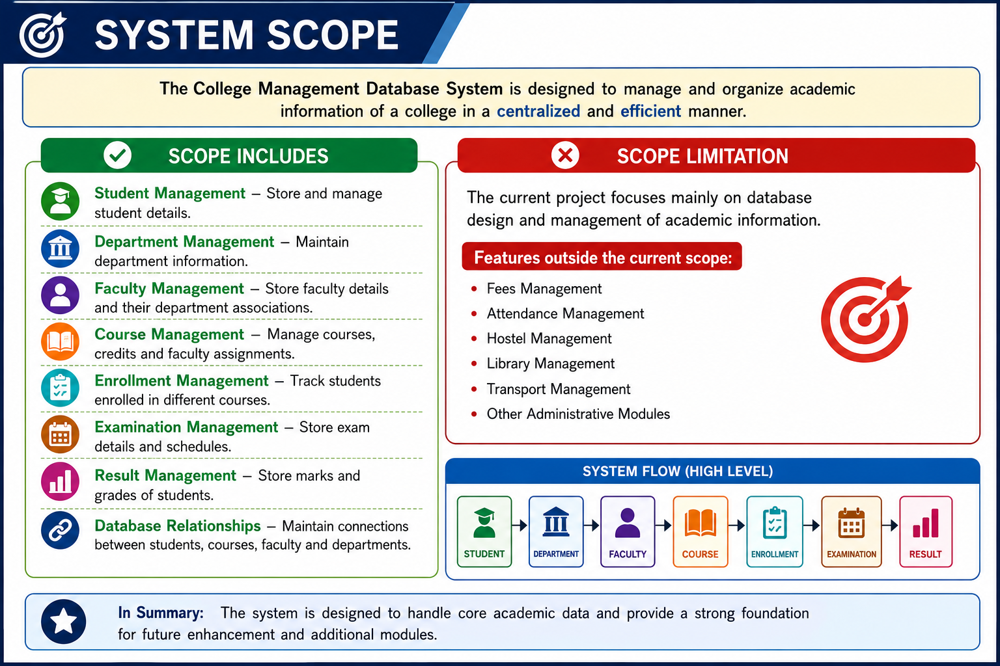 SYSTEM SCOPE
The College Management Database System is designed to manage and organize academic
information of a college in a centralized and efficient manner.
SCOPE INCLUDES
Student Management – Store and manage
student details.
Department Management – Maintain
department information.
Faculty Management – Store faculty details
and their department associations.
Course Management – Manage courses,
credits and faculty assignments.
Enrollment Management – Track students
enrolled in different courses.
Examination Management – Store exam
details and schedules.
Result Management – Store marks and
grades of students.
Database Relationships – Maintain connections
between students, courses, faculty and departments.
SCOPE LIMITATION
The current project focuses mainly on database
design and management of academic information.
Features outside the current scope:
• Fees Management
• Attendance Management
• Hostel Management
• Library Management
• Transport Management
• Other Administrative Modules
SYSTEM FLOW (HIGH LEVEL)
STUDENT
DEPARTMENT
FACULTY
COURSE
ENROLLMENT
EXAMINATION
RESULT
In Summary: The system is designed to handle core academic data and provide a strong foundation
for future enhancement and additional modules.